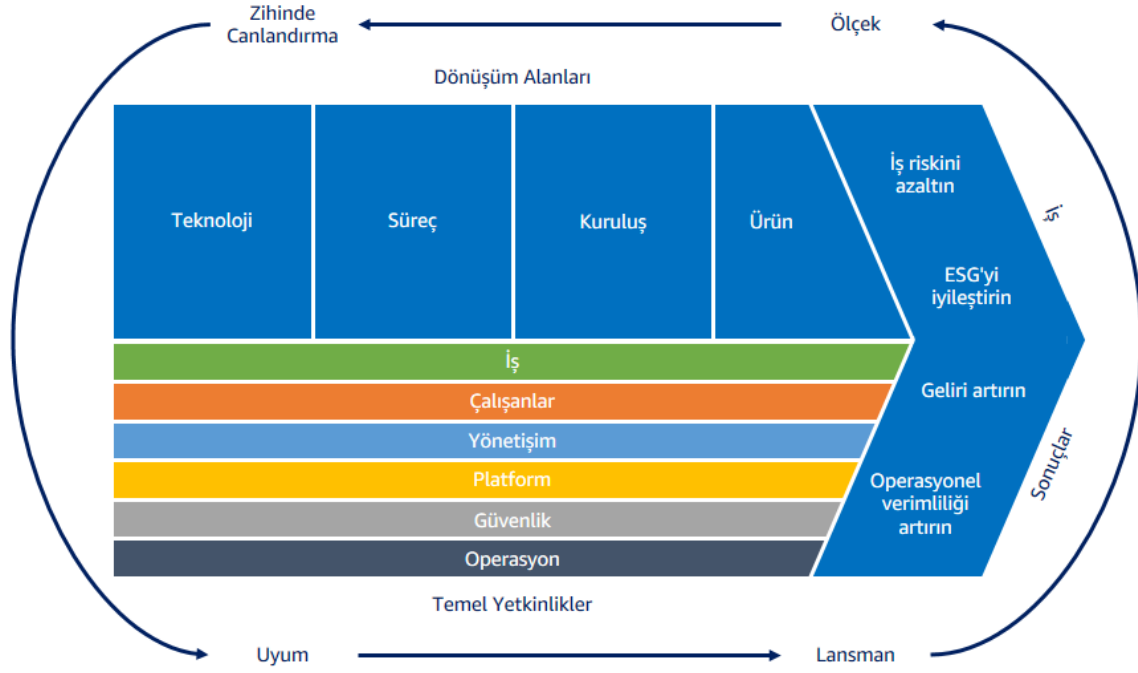 Zihinde
Canlandırma
Ölçek
Dönüşüm Alanları
Teknoloji
Süreç
Kuruluş
Ürün
İş riskini
azaltın
ESG'yi
iyileştirin
Geliri artırın
Operasyonel
verimliliği
artırın
İş
Sonuçlar
İş
Çalışanlar
Yönetişim
Platform
Güvenlik
Operasyon
Temel Yetkinlikler
Uyum
Lansman